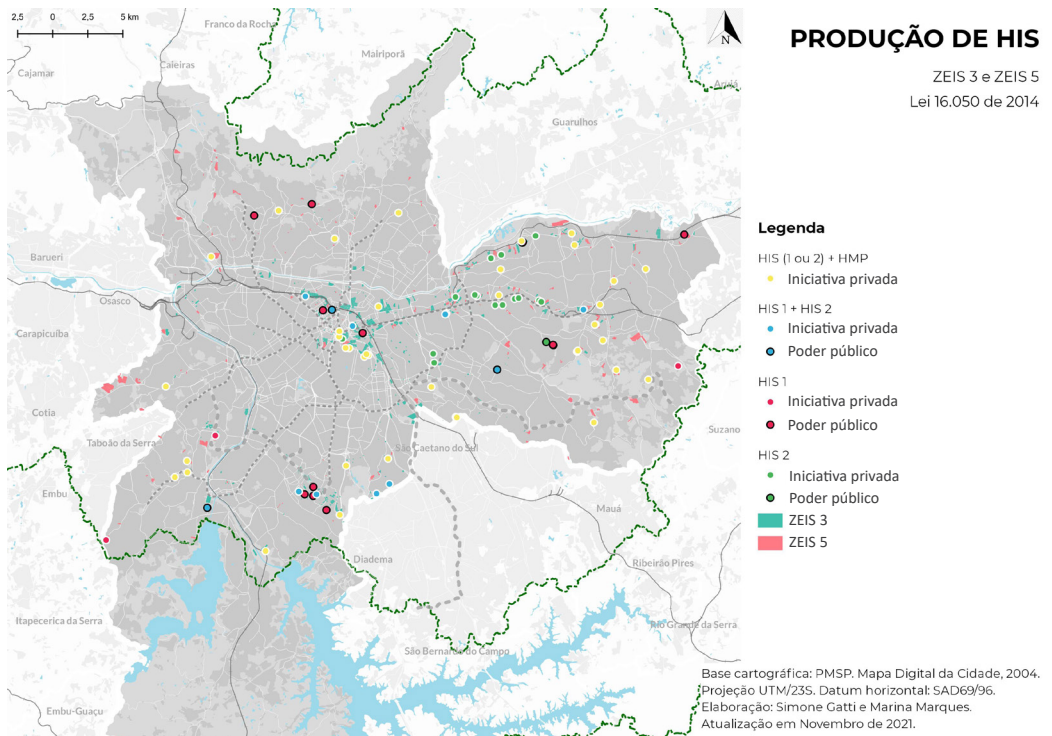 2,5 0 2,5 5 km
N
PRODUÇÃO DE HIS
ZEIS 3 e ZEIS 5
Lei 16.050 de 2014
Franco da Rocha
Mairiporã
Cajamar
Caieiras
Arujá
Guarulhos
Barueri
Osasco
Carapicuíba
Cotia
Taboão da Serra
São Caetano do Sul
Suzano
Embu
Mauá
Diadema
Ribeirão Pires
Itapecerica da Serra
Rio Grande da Serra
São Bernardo do Campo
Embu-Guaçu
Legenda
HIS (1 ou 2) + HMP
Iniciativa privada
HIS 1 + HIS 2
Iniciativa privada
Poder público
HIS 1
Iniciativa privada
Poder público
HIS 2
Iniciativa privada
Poder público
ZEIS 3
ZEIS 5
Base cartográfica: PMSP. Mapa Digital da Cidade, 2004.
Projeção UTM/23S. Datum horizontal: SAD69/96.
Elaboração: Simone Gatti e Marina Marques.
Atualização em Novembro de 2021.